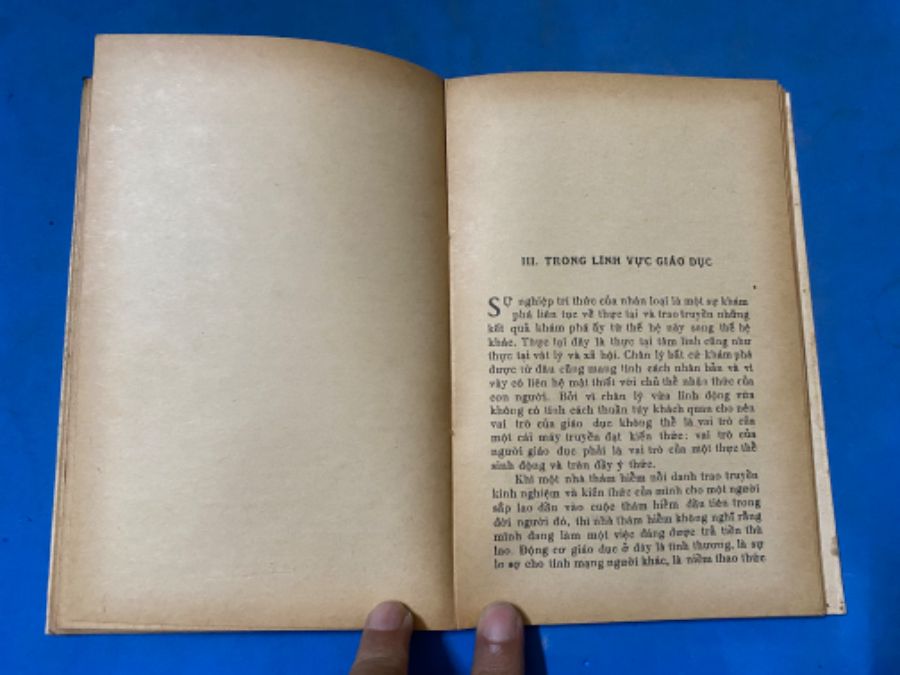 III. TRONG LĨNH VỰC GIÁO DỤC
SỰ nghiệp tri thức của nhân loại là một sự khám
phá liên tục về thực tại và trao truyền những
kết quả khám phá ấy từ thế hệ này sang thế hệ
khác. Thực tại đây là thực tại tâm linh cũng như
thực tại vật lý và xã hội. Chân lý bất cứ khám phá
được từ đâu cũng mang tính cách nhân bản và vì
vậy có liên hệ mật thiết với chủ thể nhận thức của
con người. Bởi vì chân lý vừa linh động vừa
không có tính cách thuần túy khách quan cho nên
vai trò của giáo dục không thể là vai trò của
một cái máy truyền đạt kiến thức; vai trò của
người giáo dục phải là vai trò của một thực thể
sinh động và tràn đầy ý thức.
Khi một nhà thám hiểm nổi danh trao truyền
kinh nghiệm và kiến thức của mình cho một người
sắp lao đầu vào cuộc thám hiểm đầu tiên trong
đời người đó, thì nhà thám hiểm không nghĩ rằng
mình đang làm một việc đáng được trả tiền thù
lao. Động cơ giáo dục ở đây là tình thương, là sự
lo sợ cho tính mạng người khác, là niềm thao thức